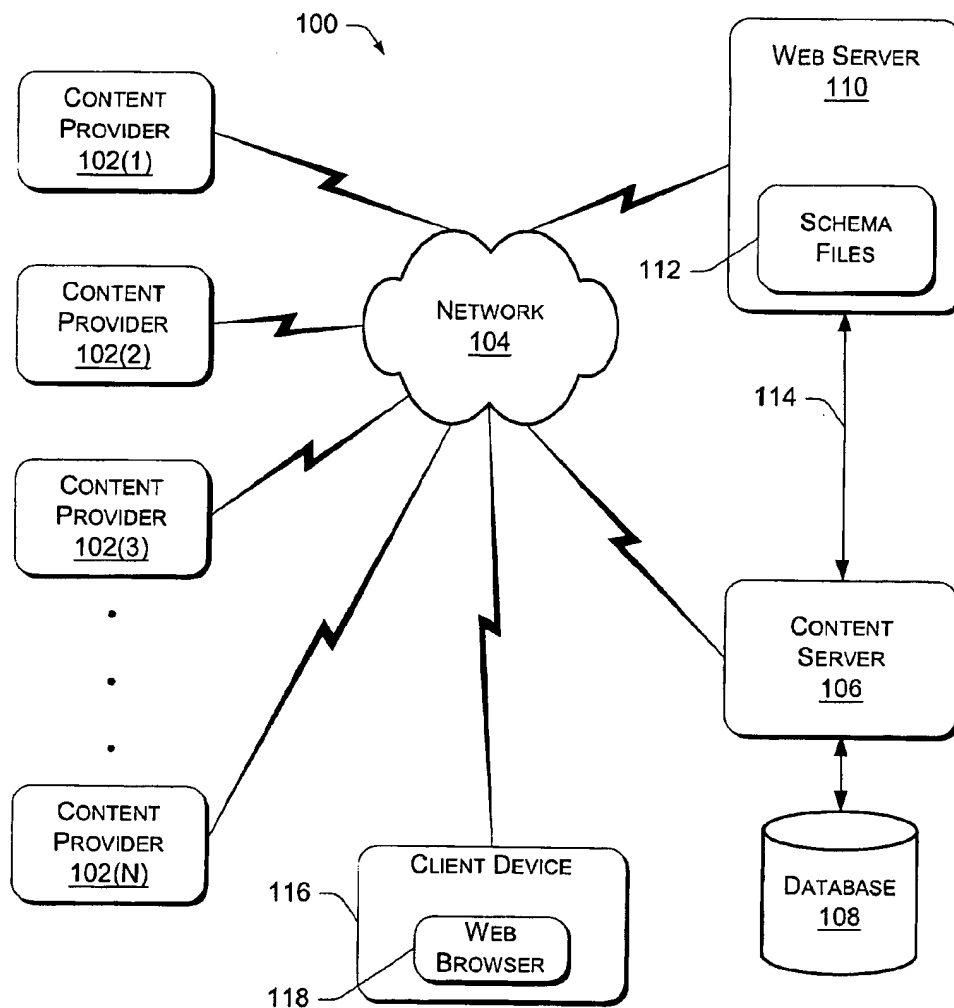 100
CONTENT
PROVIDER
102(1)
WEB SERVER
110
SCHEMA
FILES
112
CONTENT
PROVIDER
102(2)
NETWORK
104
114
CONTENT
PROVIDER
102(3)
CONTENT
SERVER
106
CONTENT
PROVIDER
102(N)
CLIENT DEVICE
116
WEB
BROWSER
118
DATABASE
108